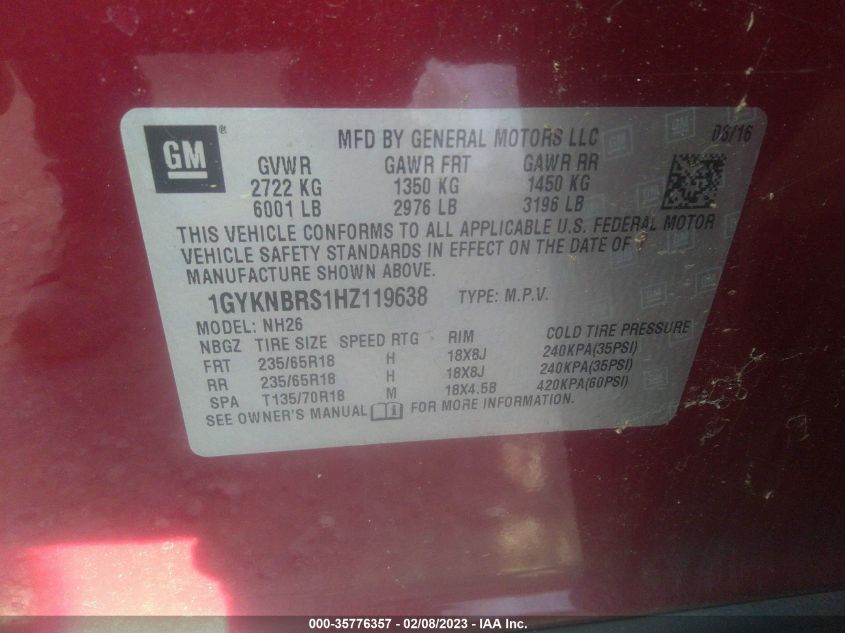 GM ®
MFD BY GENERAL MOTORS LLC 06/16
GVWR GAWR FRT GAWR RR
2722 KG 1350 KG 1450 KG
6001 LB 2976 LB 3196 LB
THIS VEHICLE CONFORMS TO ALL APPLICABLE U.S. FEDERAL MOTOR
VEHICLE SAFETY STANDARDS IN EFFECT ON THE DATE OF
MANUFACTURE SHOWN ABOVE.
1GYKNBRS1HZ119638 TYPE: M.P.V.
MODEL: NH26
NBGZ TIRE SIZE SPEED RTG RIM COLD TIRE PRESSURE
FRT 235/65R18 H 18X8J 240KPA(35PSI)
RR 235/65R18 H 18X8J 240KPA(35PSI)
SPA T135/70R18 M 18X4.5B 420KPA(60PSI)
SEE OWNER'S MANUAL i FOR MORE INFORMATION.
000-35776357 - 02/08/2023 - IAA Inc.